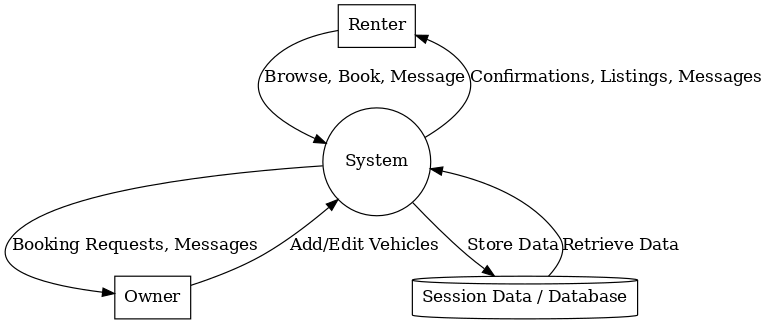 Renter
Browse, Book, Message
Confirmations, Listings, Messages
System
Booking Requests, Messages
Add/Edit Vehicles
Store Data
Retrieve Data
Owner
Session Data / Database